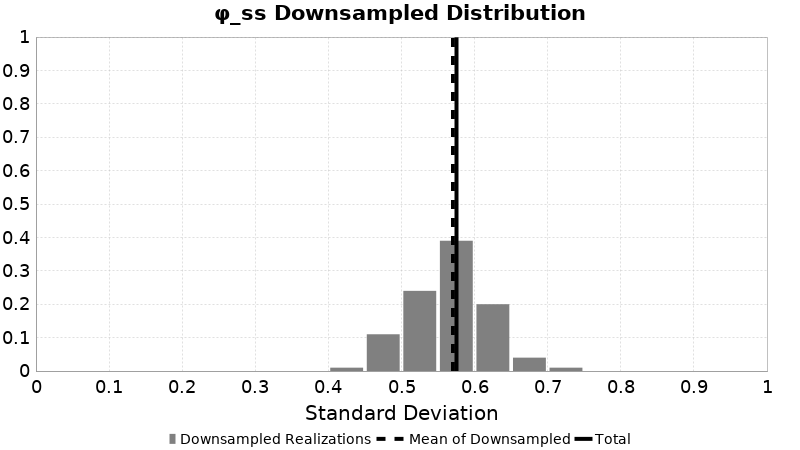 φ_ss Downsampled Distribution
1
0.9
0.8
0.7
0.6
0.5
0.4
0.3
0.2
0.1
0
0 0.1 0.2 0.3 0.4 0.5 0.6 0.7 0.8 0.9 1
Standard Deviation
Downsampled Realizations Mean of Downsampled Total